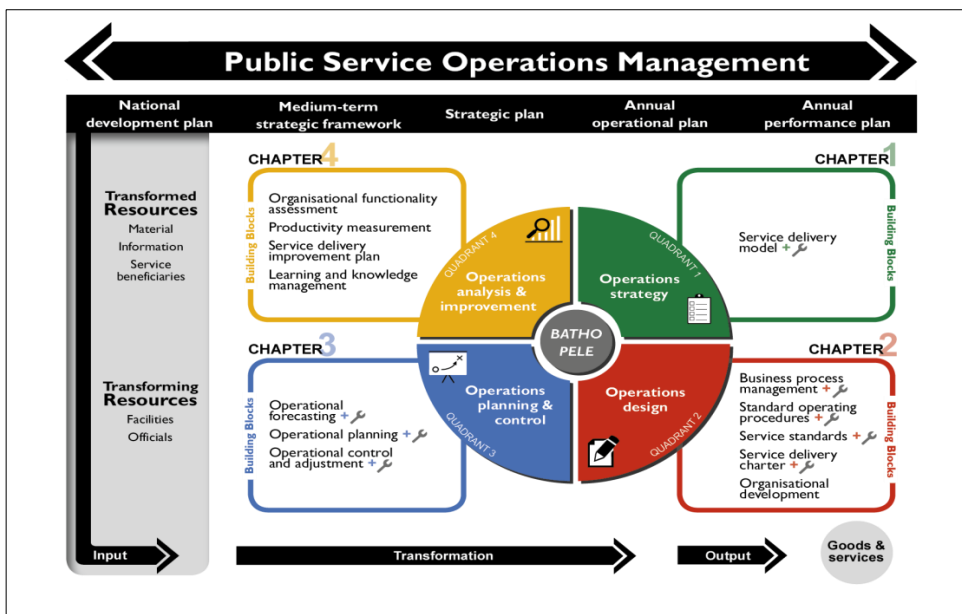 Public Service Operations Management
National
development plan
Medium-term
strategic framework
Strategic plan
Annual
operational plan
Annual
performance plan
Transformed
Resources
Material
Information
Service
beneficiaries
Transforming
Resources
Facilities
Officials
CHAPTER 4
Building Blocks
Organisational functionality
assessment
Productivity measurement
Service delivery
improvement plan
Learning and knowledge
management
QUADRANT 4
Operations
analysis &
improvement
CHAPTER 1
Building Blocks
Service delivery
model +
QUADRANT 1
Operations
strategy
BATHO
PELE
CHAPTER 3
Building Blocks
Operational
forecasting +
Operational planning +
Operational control
and adjustment +
QUADRANT 3
Operations
planning &
control
CHAPTER 2
Building Blocks
Business process
management +
Standard operating
procedures +
Service standards +
Service delivery
charter +
Organisational
development
QUADRANT 2
Operations
design
Input
Transformation
Output
Goods &
services